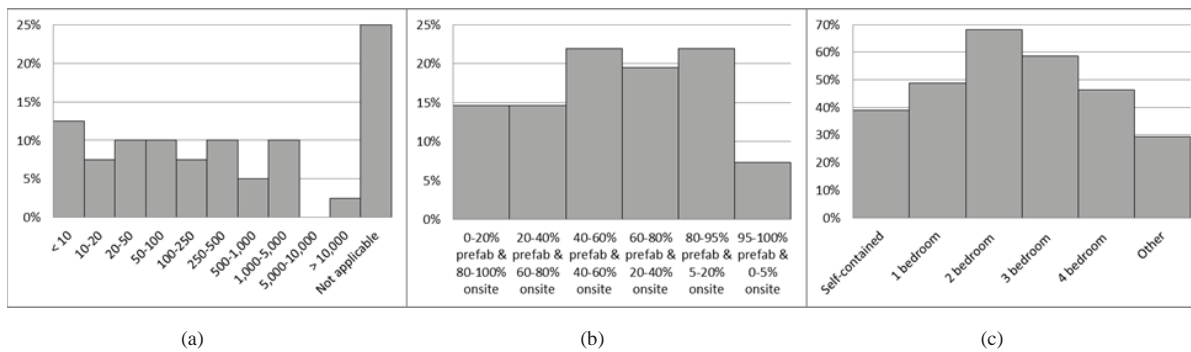 25%
20%
15%
10%
5%
0%
< 10
10-20
20-50
50-100
100-250
250-500
500-1,000
1,000-5,000
5,000-10,000
> 10,000
Not applicable
(a)
25%
20%
15%
10%
5%
0%
0-20% 20-40% 40-60% 60-80% 80-95% 95-100%
prefab & prefab & prefab & prefab & prefab & prefab &
80-100% 60-80% 40-60% 20-40% 5-20% 0-5%
onsite onsite onsite onsite onsite onsite
(b)
70%
60%
50%
40%
30%
20%
10%
0%
Self-contained
1 bedroom
2 bedroom
3 bedroom
4 bedroom
Other
(c)